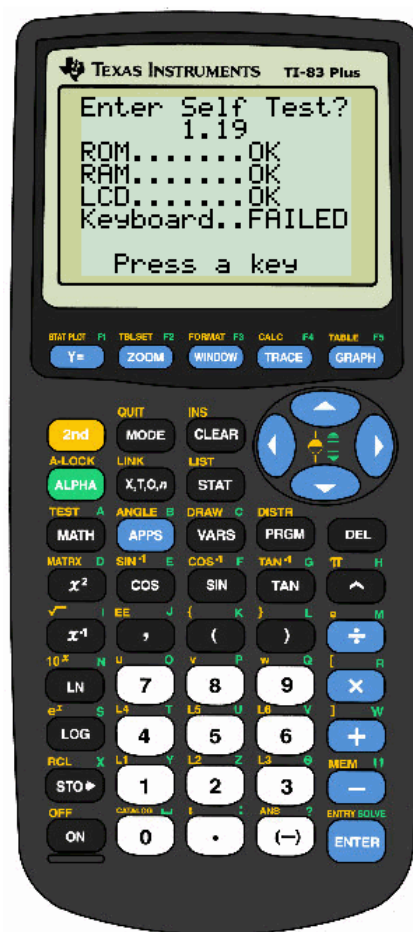 TEXAS INSTRUMENTS TI-83 Plus
Enter Self Test?
1.19
ROM.......OK
RAM.......OK
LCD.......OK
Keyboard..FAILED
Press a key
STAT PLOT F1 TBLSET F2 FORMAT F3 CALC F4 TABLE F5
Y= ZOOM WINDOW TRACE GRAPH
QUIT INS
2nd MODE CLEAR
A-LOCK LINK LIST
ALPHA X,T,O,n STAT
TEST A ANGLE B DRAW C DISTR
MATH APPS VARS PRGM DEL
MATRX D SIN⁻¹ E COS⁻¹ F TAN⁻¹ G π H
x² COS SIN TAN ^
√ I EE J { K } L M
x⁻¹ , ( ) ÷
10ˣ N u O v P w Q [ R
LN 7 8 9 ×
eˣ S L4 T L5 U L6 V ] W
LOG 4 5 6 +
RCL X L1 Y L2 Z L3 θ MEM
STO▸ 1 2 3 −
OFF CATALOG : ANS ? ENTRY SOLVE
ON 0 . (−) ENTER